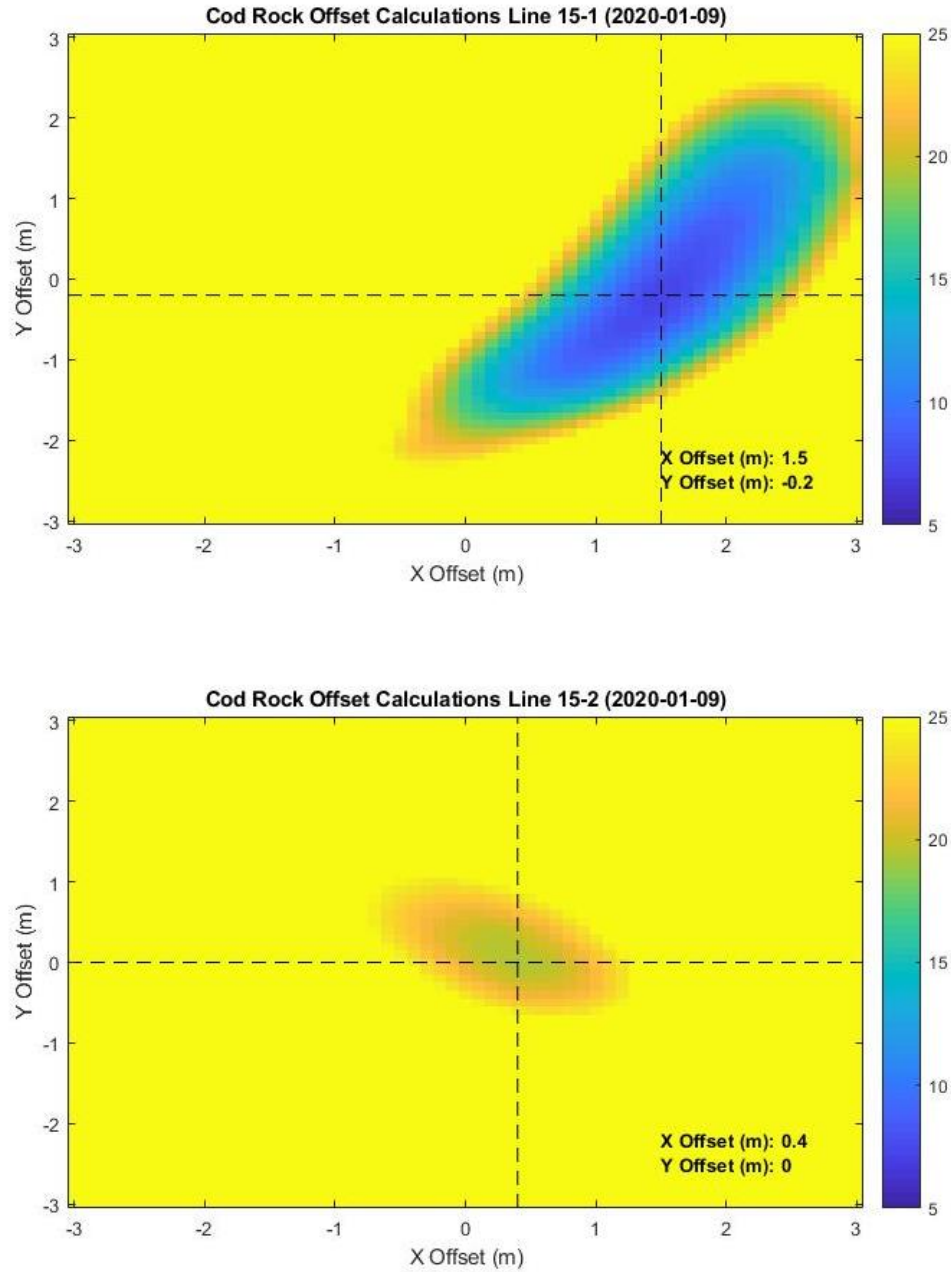 Cod Rock Offset Calculations Line 15-1 (2020-01-09)
3
2
1
0
-1
-2
-3
Y Offset (m)
-3 -2 -1 0 1 2 3
X Offset (m)
X Offset (m): 1.5
Y Offset (m): -0.2
25
20
15
10
5
Cod Rock Offset Calculations Line 15-2 (2020-01-09)
3
2
1
0
-1
-2
-3
Y Offset (m)
-3 -2 -1 0 1 2 3
X Offset (m)
X Offset (m): 0.4
Y Offset (m): 0
25
20
15
10
5